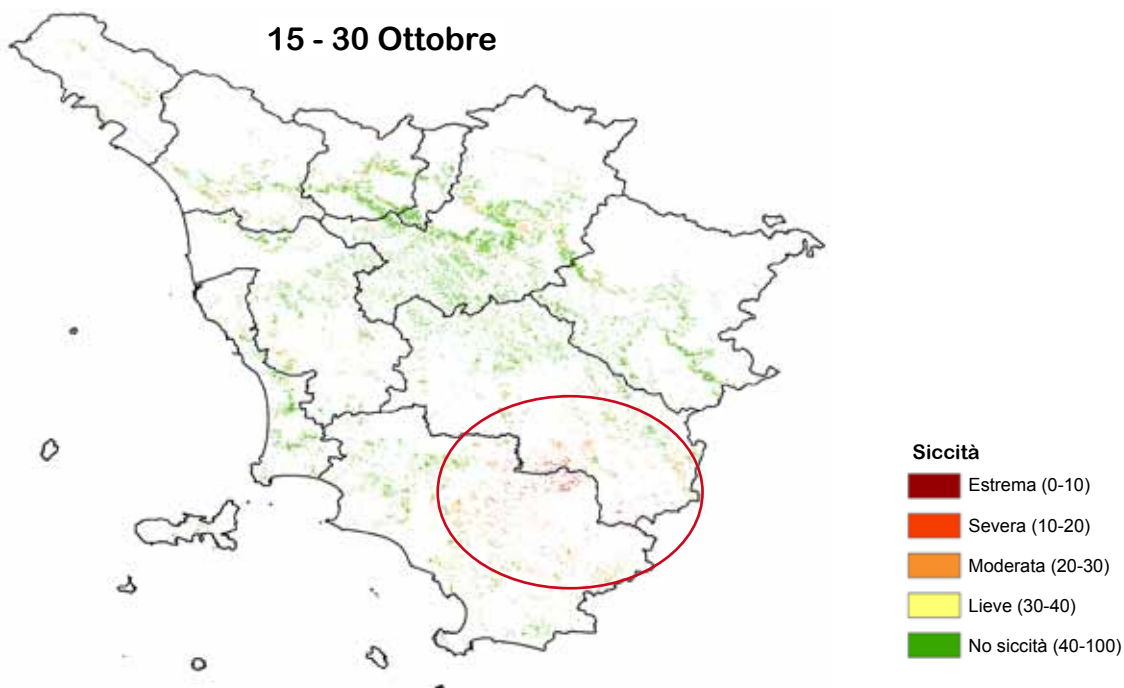 15 - 30 Ottobre
Siccità
Estrema (0-10)
Severa (10-20)
Moderata (20-30)
Lieve (30-40)
No siccità (40-100)